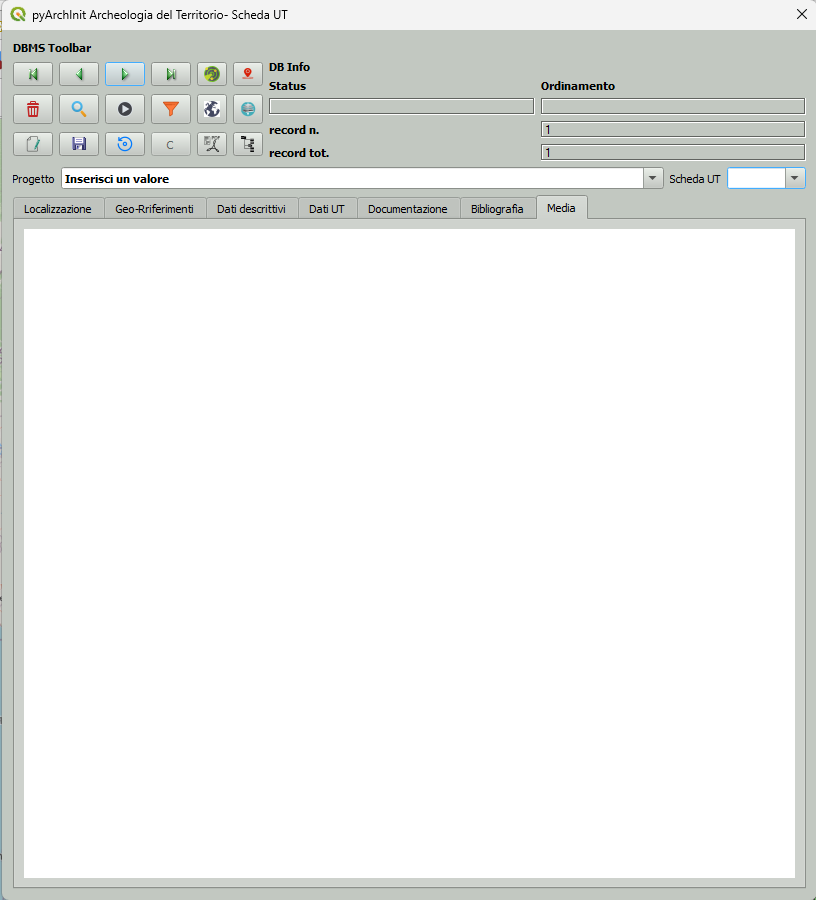 pyArchInit Archeologia del Territorio- Scheda UT
DBMS Toolbar
DB Info
Status
Ordinamento
record n.
1
C
record tot.
1
Progetto
Inserisci un valore
Scheda UT
Localizzazione
Geo-Rriferimenti
Dati descrittivi
Dati UT
Documentazione
Bibliografia
Media